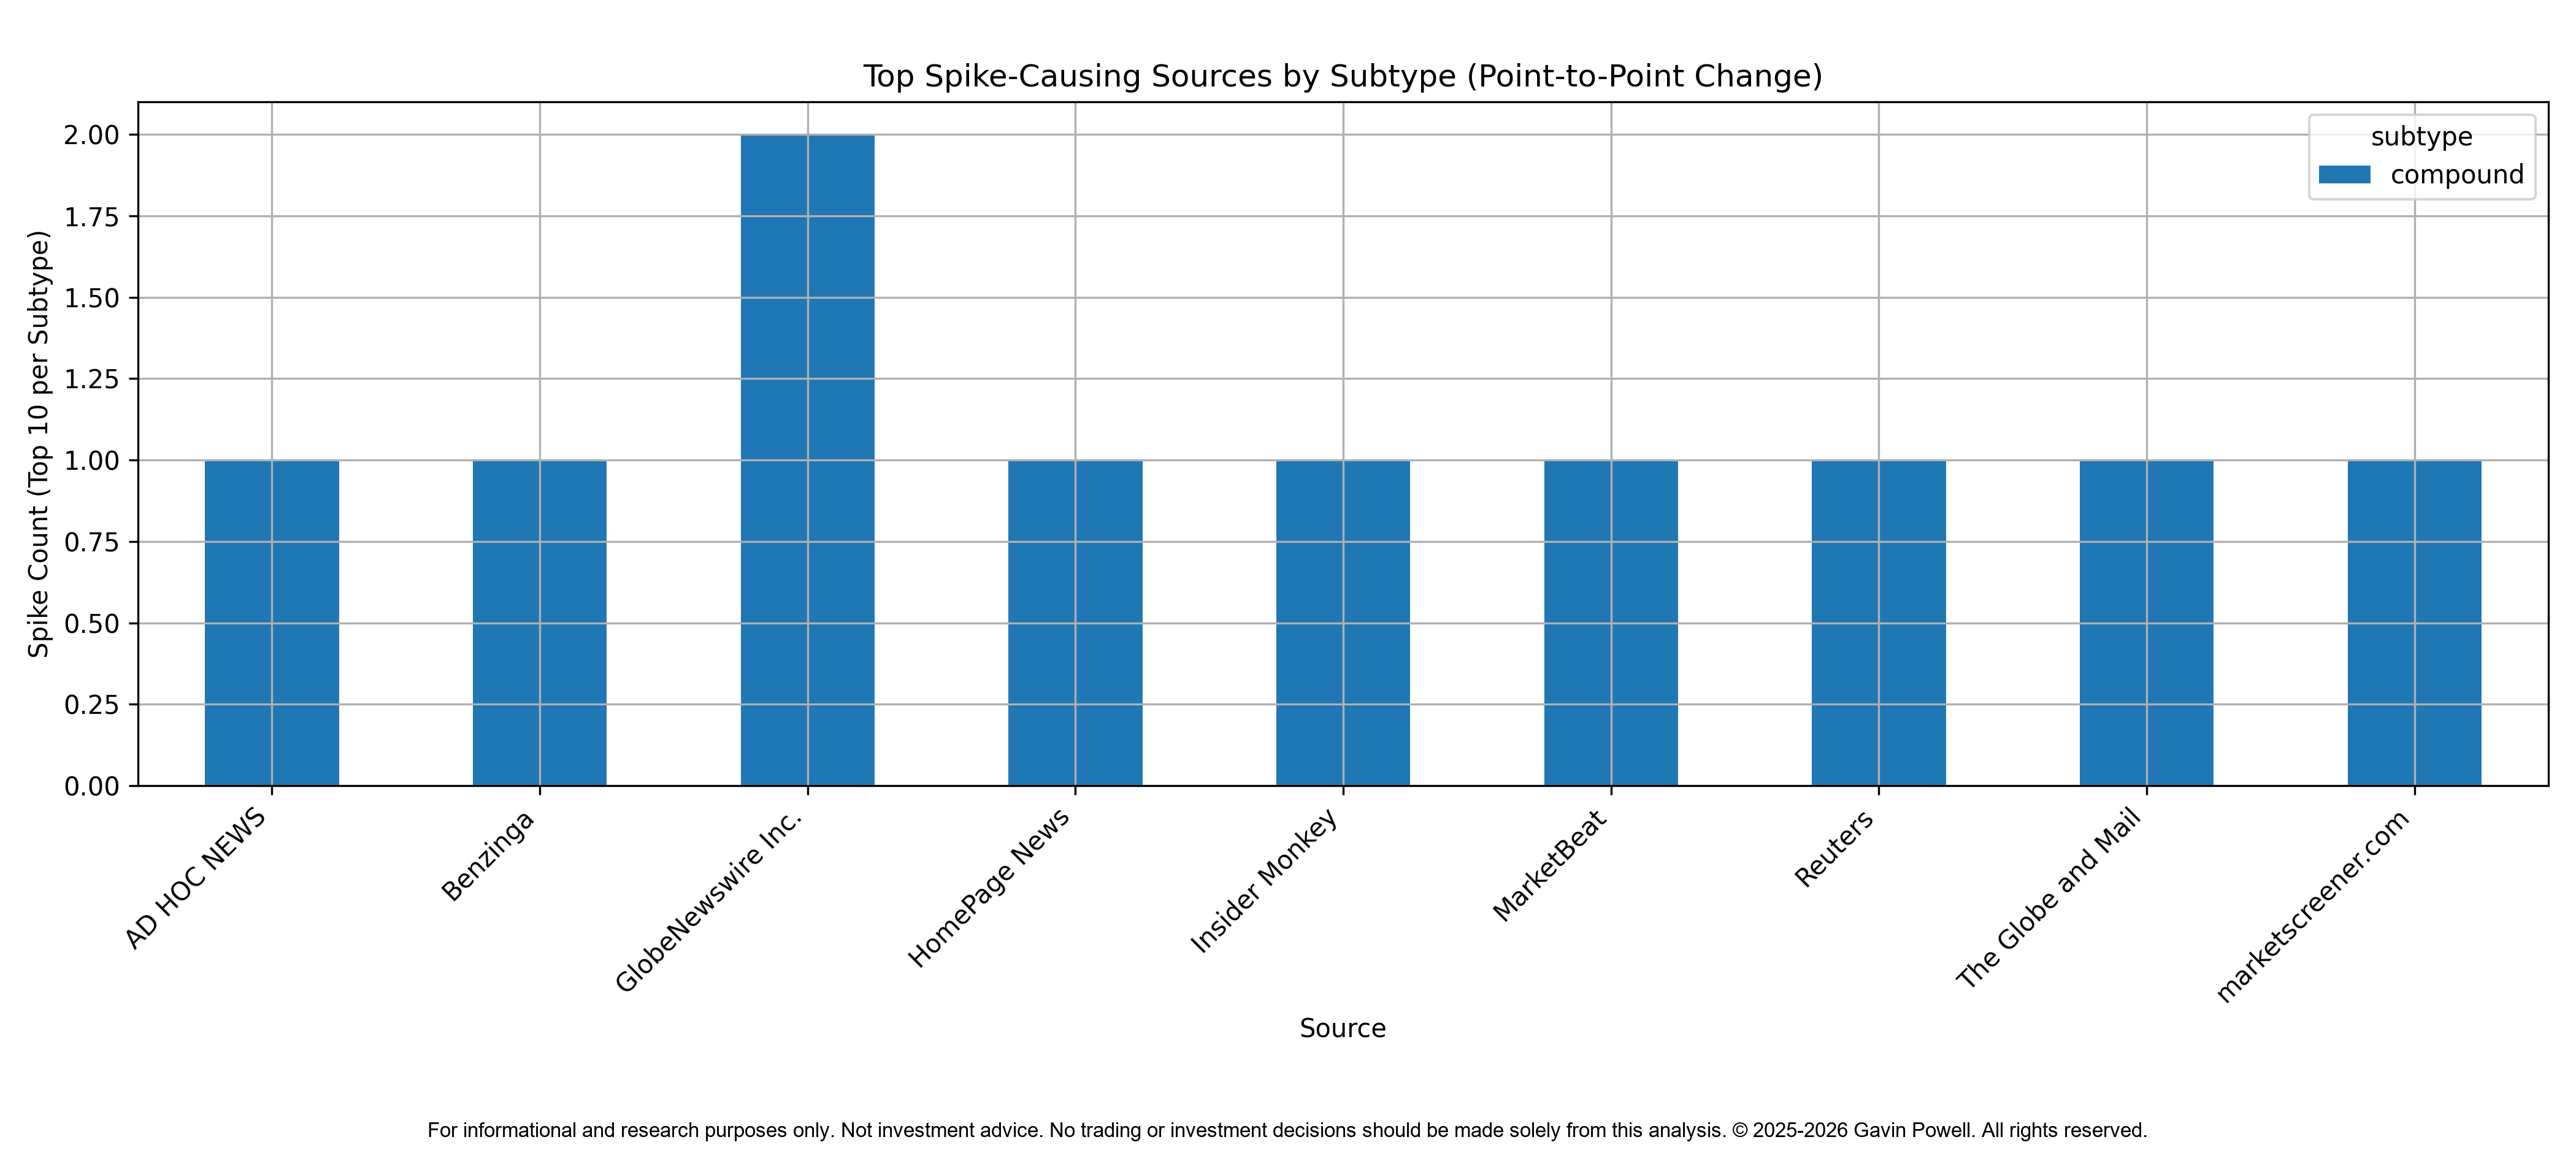 Top Spike-Causing Sources by Subtype (Point-to-Point Change)
subtype
compound
Spike Count (Top 10 per Subtype)
2.00
1.75
1.50
1.25
1.00
0.75
0.50
0.25
0.00
AD HOC NEWS
Benzinga
GlobeNewswire Inc.
HomePage News
Insider Monkey
MarketBeat
Reuters
The Globe and Mail
marketscreener.com
Source
For informational and research purposes only. Not investment advice. No trading or investment decisions should be made solely from this analysis. © 2025-2026 Gavin Powell. All rights reserved.